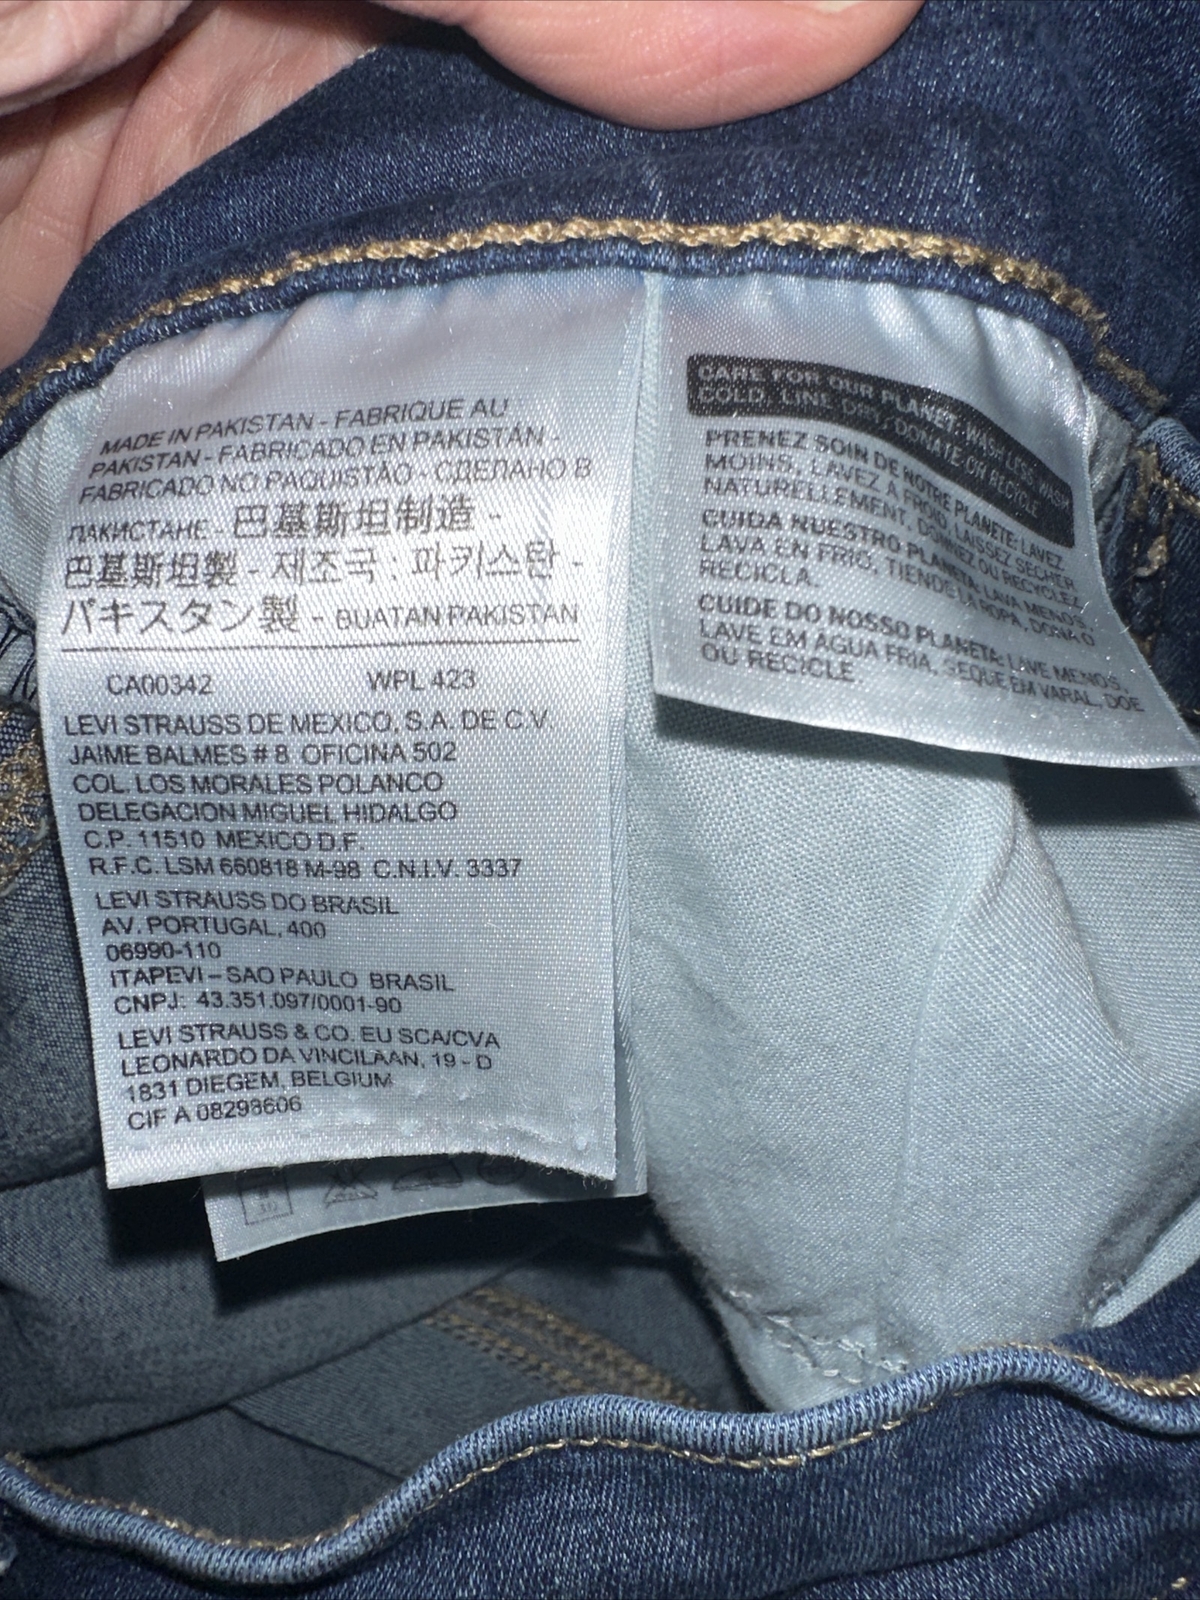 MADE IN PAKISTAN - FABRIQUE AU
PAKISTAN - FABRICADO EN PAKISTÁN -
FABRICADO NO PAQUISTÃO - СДЕЛАНО В
ПАКИСТАНЕ - 巴基斯坦制造 -
巴基斯坦製 - 제조국 : 파키스탄 -
パキスタン製 - BUATAN PAKISTAN
CA00342 WPL 423
LEVI STRAUSS DE MEXICO, S.A. DE C.V.
JAIME BALMES # 8 OFICINA 502
COL. LOS MORALES POLANCO
DELEGACION MIGUEL HIDALGO
C.P. 11510 MEXICO D.F.
R.F.C. LSM 660818 M-98 C.N.I.V. 3337
LEVI STRAUSS DO BRASIL
AV. PORTUGAL, 400
06990-110
ITAPEVI – SAO PAULO BRASIL
CNPJ: 43.351.097/0001-90
LEVI STRAUSS & CO. EU SCA/CVA
LEONARDO DA VINCILAAN, 19 - D
1831 DIEGEM, BELGIUM
CIF A 08298606
CARE FOR OUR PLANET: WASH LESS, WASH
COLD, LINE DRY, DONATE OR RECYCLE
PRENEZ SOIN DE NOTRE PLANETE: LAVEZ
MOINS, LAVEZ À FROID, LAISSEZ SECHER
NATURELLEMENT, DONNEZ OU RECYCLEZ
CUIDA NUESTRO PLANETA: LAVA MENOS,
LAVA EN FRIO, TIENDE LA ROPA, DONA O
RECICLA.
CUIDE DO NOSSO PLANETA: LAVE MENOS,
LAVE EM ÁGUA FRIA, SEQUE EM VARAL, DOE
OU RECICLE